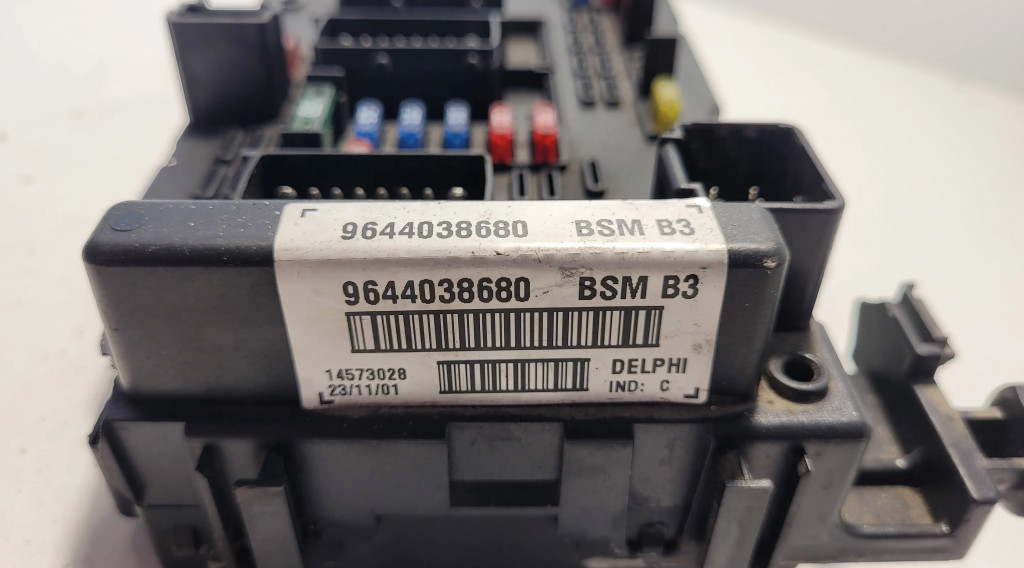 9644038680 BSM B3
9644038680 BSM B3
14573028
23/11/01
DELPHI
IND: C